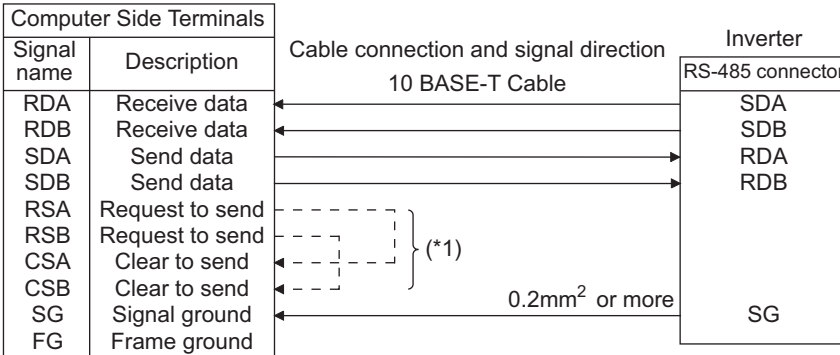 Computer Side Terminals
Signal name Description
Cable connection and signal direction
10 BASE-T Cable
Inverter
RS-485 connector
RDA Receive data SDA
RDB Receive data SDB
SDA Send data RDA
SDB Send data RDB
RSA Request to send
RSB Request to send
(*1)
CSA Clear to send
CSB Clear to send
0.2mm² or more
SG Signal ground SG
FG Frame ground